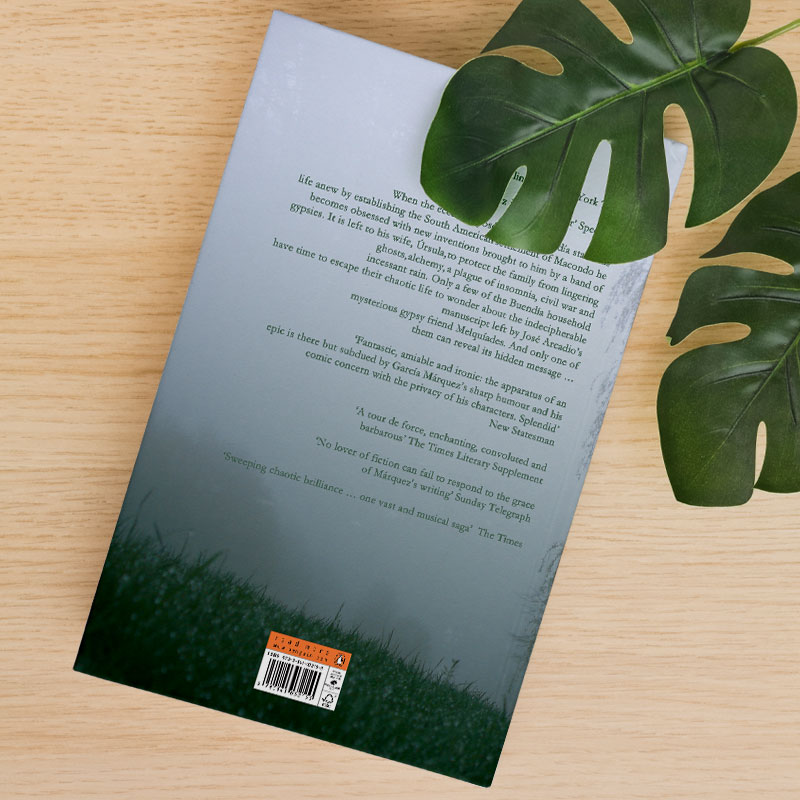 York
When the
life anew by establishing the South American settlement of Macondo he
becomes obsessed with new inventions brought to him by a band of
gypsies. It is left to his wife, Úrsula,to protect the family from lingering
ghosts,alchemy, a plague of insomnia, civil war and
incessant rain. Only a few of the Buendía household
have time to escape their chaotic life to wonder about the indecipherable
manuscript left by José Arcadio's
mysterious gypsy friend Melquíades. And only one of
them can reveal its hidden message ...
'Fantastic, amiable and ironic: the apparatus of an
epic is there but subdued by García Márquez's sharp humour and his
comic concern with the privacy of his characters. Splendid'
New Statesman
'A tour de force, enchanting, convoluted and
barbarous' The Times Literary Supplement
'No lover of fiction can fail to respond to the grace
of Márquez's writing' Sunday Telegraph
'Sweeping chaotic brilliance ... one vast and musical saga' The Times
ISBN